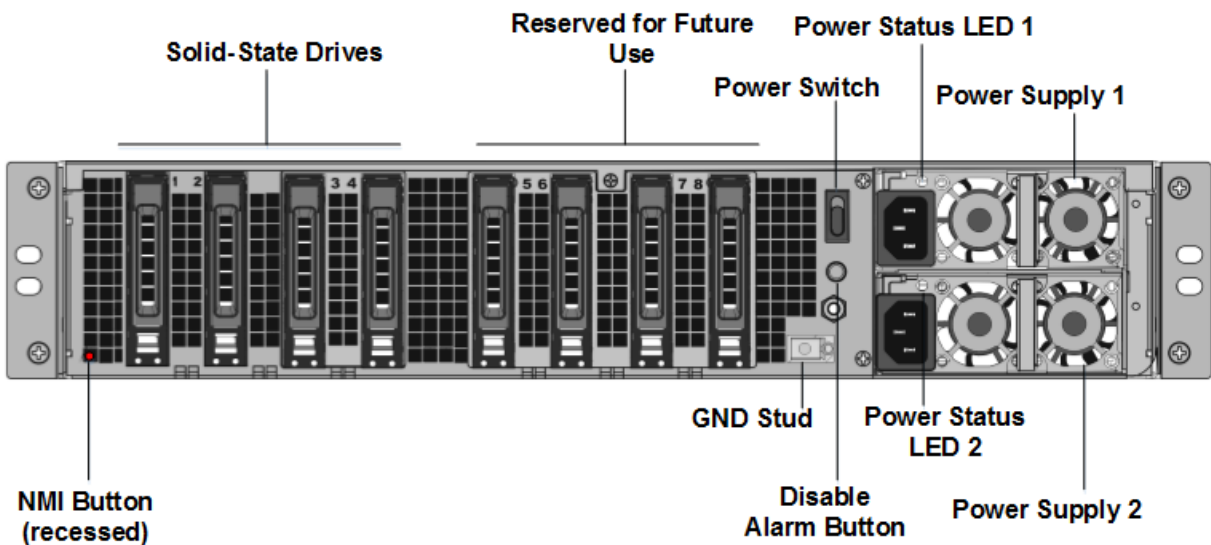 Solid-State Drives
Reserved for Future
Use
Power Status LED 1
Power Switch
Power Supply 1
1 2 3 4 5 6 7 8
GND Stud
Power Status
LED 2
NMI Button
(recessed)
Disable
Alarm Button
Power Supply 2